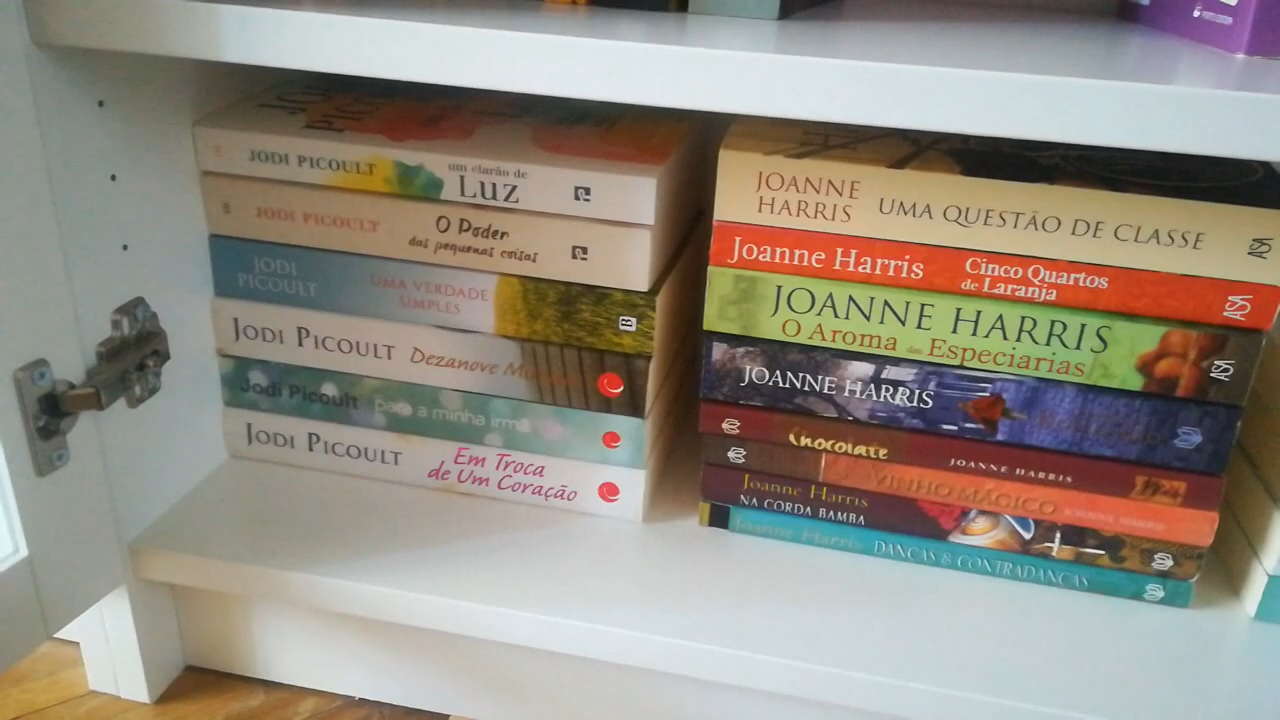 JODI PICOULT
JODI PICOULT
um clarão de
LUZ
JODI PICOULT
O Poder
das pequenas coisas
JODI
PICOULT
UMA VERDADE
SIMPLES
B
JODI PICOULT
Dezanove
Jodi Picoult
para a minha irmã
JODI PICOULT
Em Troca
de Um Coração
JOANNE
HARRIS
UMA QUESTÃO DE CLASSE
ASA
Joanne Harris
Cinco Quartos
de Laranja
ASA
JOANNE HARRIS
O Aroma das Especiarias
ASA
JOANNE HARRIS
Chocolate
JOANNE HARRIS
VINHO MÁGICO
JOANNE HARRIS
Joanne Harris
NA CORDA BAMBA
Joanne Harris
DANÇAS & CONTRADANÇAS